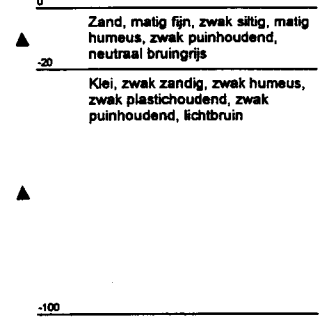 0
Zand, matig fijn, zwak siltig, matig
humeus, zwak puinhoudend,
neutraal bruingrijs
-20
Klei, zwak zandig, zwak humeus,
zwak plastichoudend, zwak
puinhoudend, lichtbruin
-100